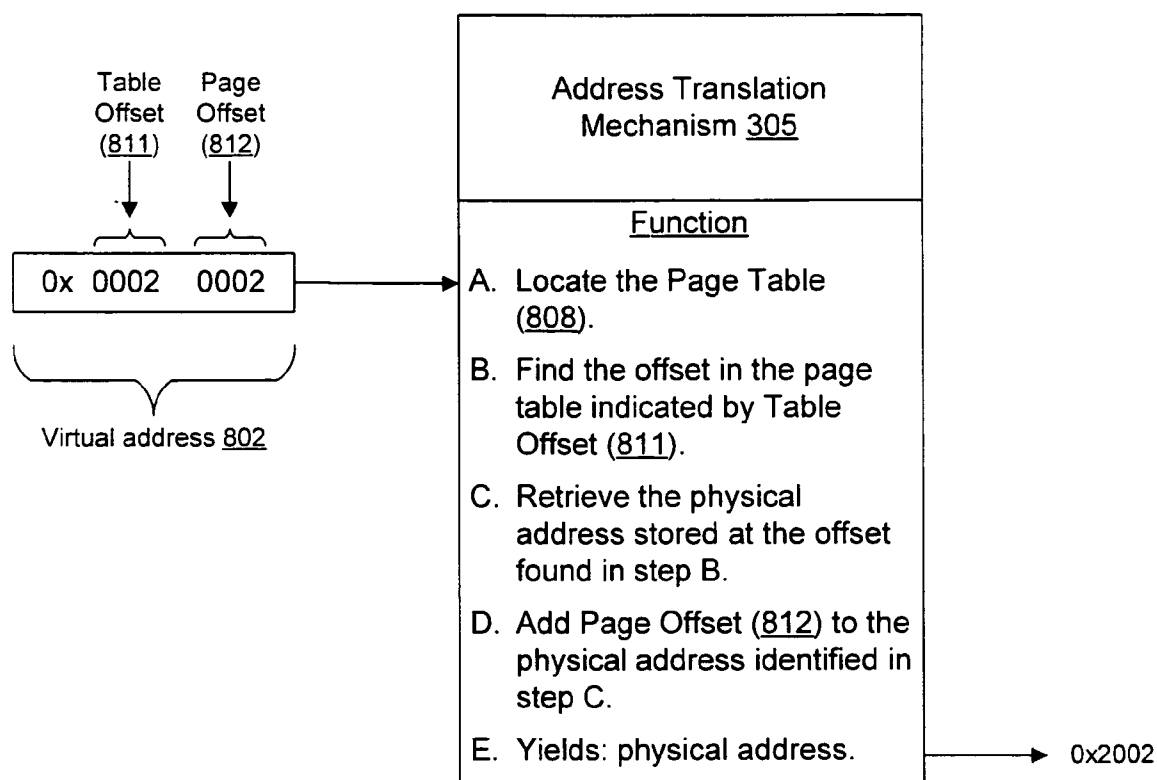 Table
Offset
(811)
Page
Offset
(812)
0x 0002 0002
Virtual address 802
Address Translation
Mechanism 305
Function
A. Locate the Page Table
(808).
B. Find the offset in the page
table indicated by Table
Offset (811).
C. Retrieve the physical
address stored at the offset
found in step B.
D. Add Page Offset (812) to the
physical address identified in
step C.
E. Yields: physical address.
0x2002